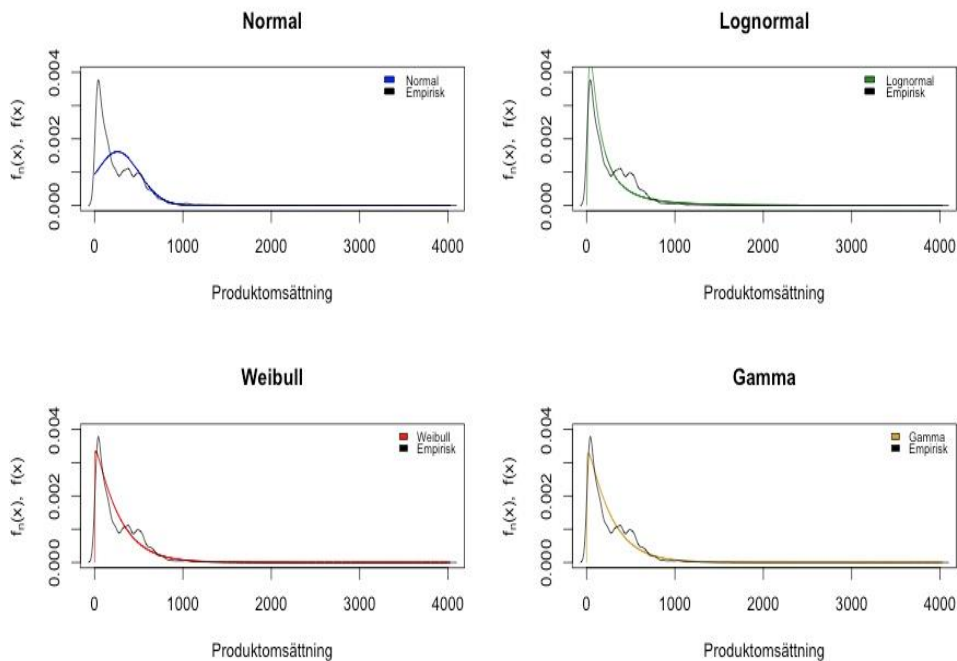 Normal
Normal
Empirisk
fn(x), f(x)
0.004
0.002
0.000
0 1000 2000 3000 4000
Produktomsättning
Lognormal
Lognormal
Empirisk
fn(x), f(x)
0.004
0.002
0.000
0 1000 2000 3000 4000
Produktomsättning
Weibull
Weibull
Empirisk
fn(x), f(x)
0.004
0.002
0.000
0 1000 2000 3000 4000
Produktomsättning
Gamma
Gamma
Empirisk
fn(x), f(x)
0.004
0.002
0.000
0 1000 2000 3000 4000
Produktomsättning